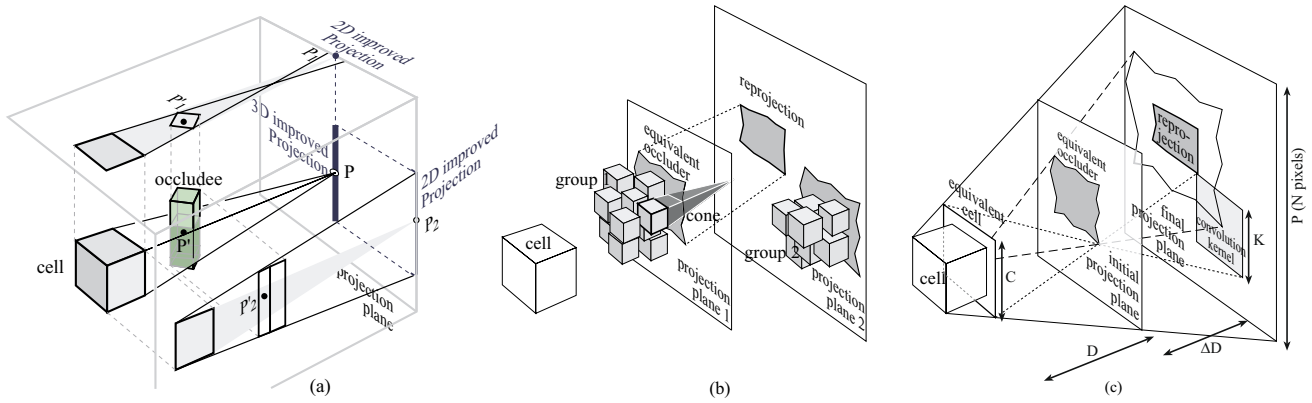 2D improved
Projection
P₁
P'₁
3D improved
Projection
2D improved
Projection
P
occludee
P'
cell
p₂
p'₂
projection
plane
(a)
reprojection
equivalent
occluder
group 1
cone
cell
group 2
projection
plane 1
projection
plane 2
(b)
repro-
jection
equivalent
occluder
equivalent
cell
final
projection
plane
convolution
kernel
K
P (N pixels)
cell
C
initial
projection
plane
D
ΔD
(c)